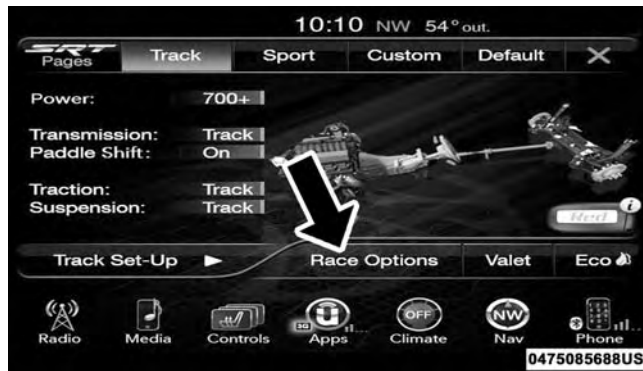 10:10 NW 54° out.
SRT Pages Track Sport Custom Default X
Power: 700+
Transmission: Track
Paddle Shift: On
Traction: Track
Suspension: Track
Red i
Track Set-Up Race Options Valet Eco
3G OFF NW
Radio Media Controls Apps Climate Nav Phone
0475085688US